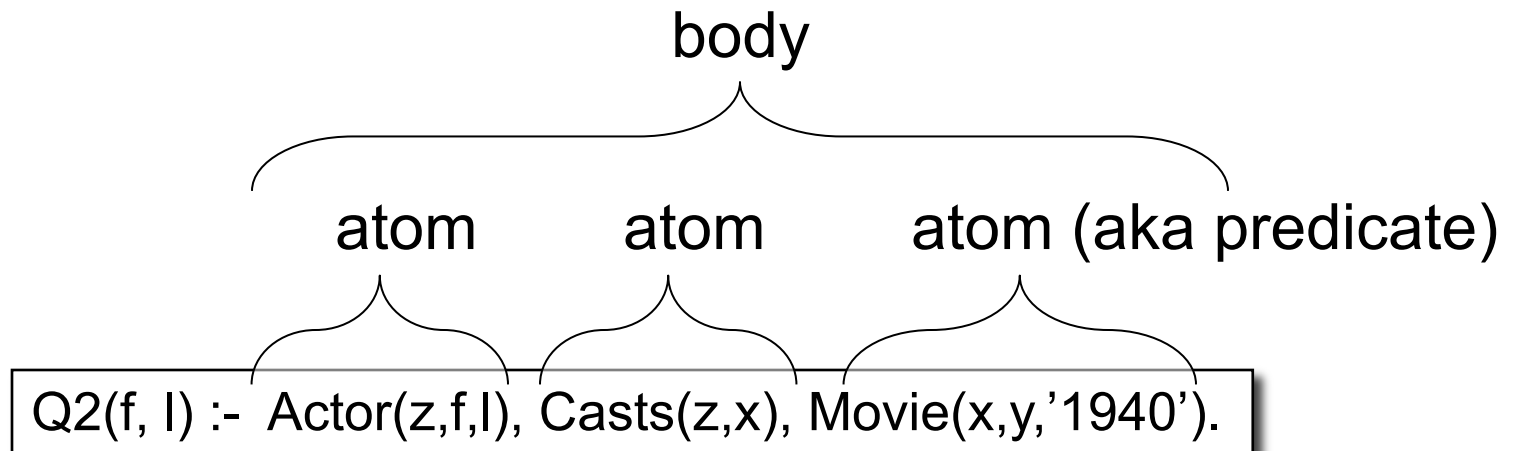 body
atom atom atom (aka predicate)
Q2(f, l) :- Actor(z,f,l), Casts(z,x), Movie(x,y,’1940’).